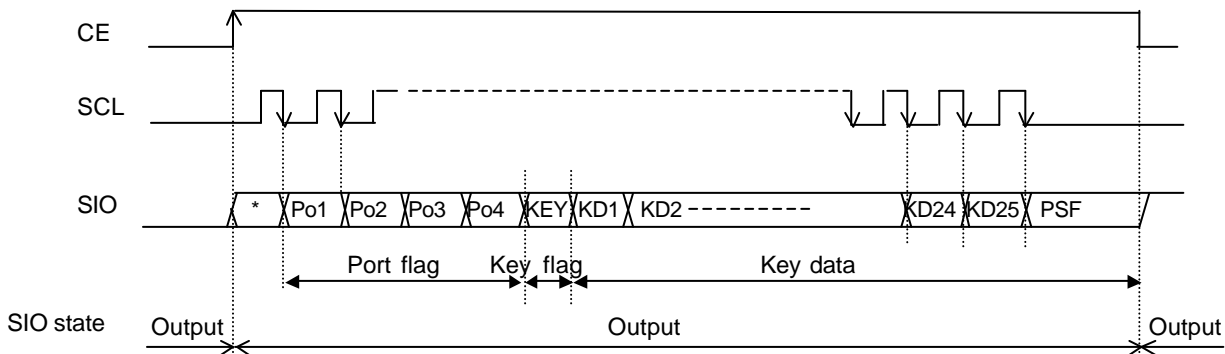 CE
SCL
SIO
* Po1 Po2 Po3 Po4 KEY KD1 KD2 KD24 KD25 PSF
Port flag Key flag Key data
SIO state Output Output Output